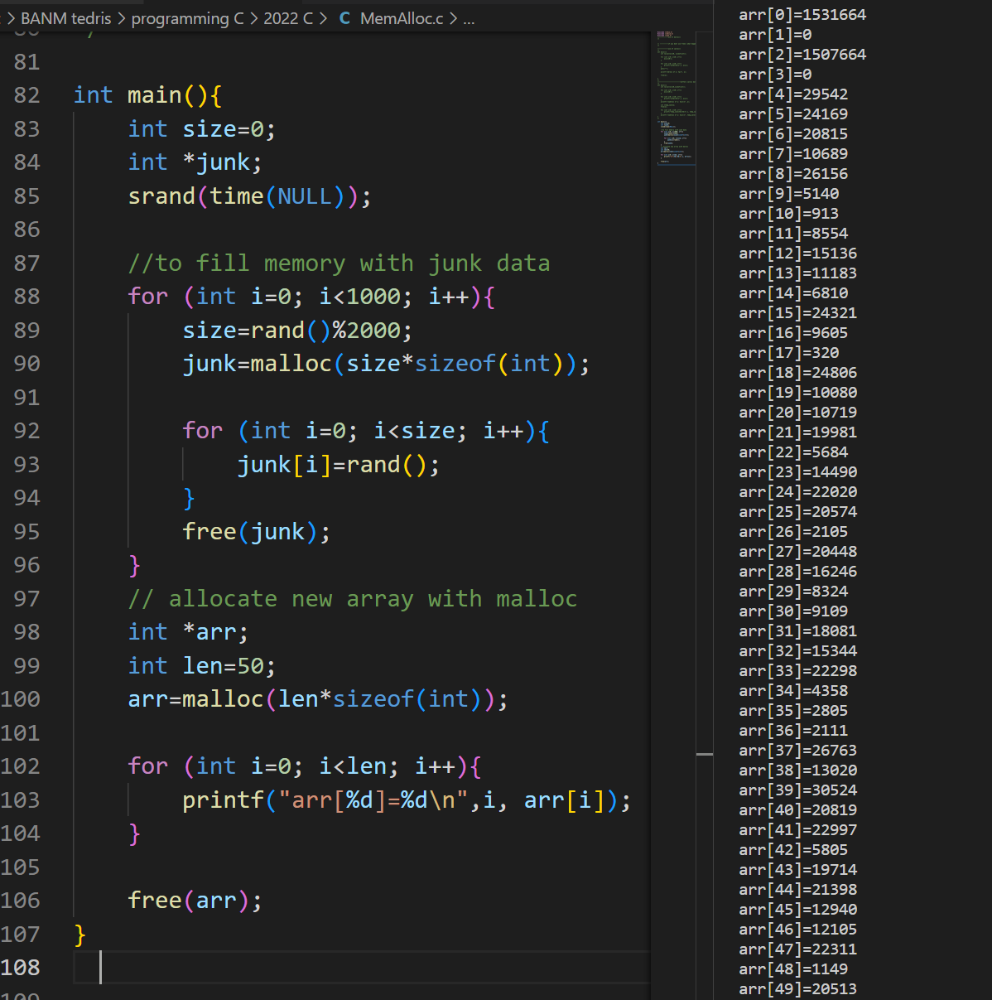 > BANM tedris > programming C > 2022 C > C MemAlloc.c > ...
81
82 int main(){
83 int size=0;
84 int *junk;
85 srand(time(NULL));
86
87 //to fill memory with junk data
88 for (int i=0; i<1000; i++){
89 size=rand()%2000;
90 junk=malloc(size*sizeof(int));
91
92 for (int i=0; i<size; i++){
93 junk[i]=rand();
94 }
95 free(junk);
96 }
97 // allocate new array with malloc
98 int *arr;
99 int len=50;
100 arr=malloc(len*sizeof(int));
101
102 for (int i=0; i<len; i++){
103 printf("arr[%d]=%d\n",i, arr[i]);
104 }
105
106 free(arr);
107 }
108
109
arr[0]=1531664
arr[1]=0
arr[2]=1507664
arr[3]=0
arr[4]=29542
arr[5]=24169
arr[6]=20815
arr[7]=10689
arr[8]=26156
arr[9]=5140
arr[10]=913
arr[11]=8554
arr[12]=15136
arr[13]=11183
arr[14]=6810
arr[15]=24321
arr[16]=9605
arr[17]=320
arr[18]=24806
arr[19]=10080
arr[20]=10719
arr[21]=19981
arr[22]=5684
arr[23]=14490
arr[24]=22020
arr[25]=20574
arr[26]=2105
arr[27]=20448
arr[28]=16246
arr[29]=8324
arr[30]=9109
arr[31]=18081
arr[32]=15344
arr[33]=22298
arr[34]=4358
arr[35]=2805
arr[36]=2111
arr[37]=26763
arr[38]=13020
arr[39]=30524
arr[40]=20819
arr[41]=22997
arr[42]=5805
arr[43]=19714
arr[44]=21398
arr[45]=12940
arr[46]=12105
arr[47]=22311
arr[48]=1149
arr[49]=20513